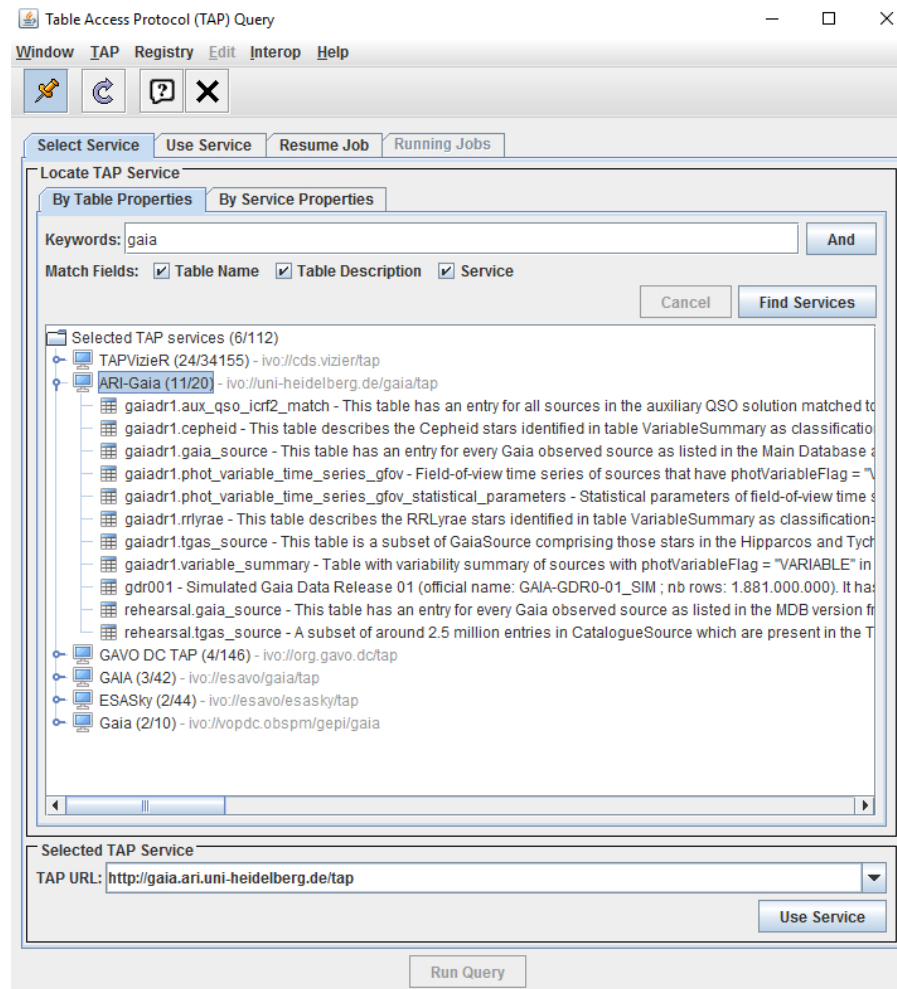 Table Access Protocol (TAP) Query
Window TAP Registry Edit Interop Help
Select Service Use Service Resume Job Running Jobs
Locate TAP Service
By Table Properties By Service Properties
Keywords: gaia And
Match Fields: Table Name Table Description Service
Cancel Find Services
Selected TAP services (6/112)
TAPVizieR (24/34155) - ivo://cds.vizier/tap
ARI-Gaia (11/20) - ivo://uni-heidelberg.de/gaia/tap
gaiadr1.aux_qso_icrf2_match - This table has an entry for all sources in the auxiliary QSO solution matched to
gaiadr1.cepheid - This table describes the Cepheid stars identified in table VariableSummary as classificatio
gaiadr1.gaia_source - This table has an entry for every Gaia observed source as listed in the Main Database a
gaiadr1.phot_variable_time_series_gfov - Field-of-view time series of sources that have photVariableFlag = "V
gaiadr1.phot_variable_time_series_gfov_statistical_parameters - Statistical parameters of field-of-view time s
gaiadr1.rrlyrae - This table describes the RRLyrae stars identified in table VariableSummary as classification=
gaiadr1.tgas_source - This table is a subset of GaiaSource comprising those stars in the Hipparcos and Tych
gaiadr1.variable_summary - Table with variability summary of sources with photVariableFlag = "VARIABLE" in
gdr001 - Simulated Gaia Data Release 01 (official name: GAIA-GDR0-01_SIM ; nb rows: 1.881.000.000). It has
rehearsal.gaia_source - This table has an entry for every Gaia observed source as listed in the MDB version fr
rehearsal.tgas_source - A subset of around 2.5 million entries in CatalogueSource which are present in the T
GAVO DC TAP (4/146) - ivo://org.gavo.dc/tap
GAIA (3/42) - ivo://esavo/gaia/tap
ESASky (2/44) - ivo://esavo/esasky/tap
Gaia (2/10) - ivo://vopdc.obspm/gepi/gaia
Selected TAP Service
TAP URL: http://gaia.ari.uni-heidelberg.de/tap
Use Service
Run Query